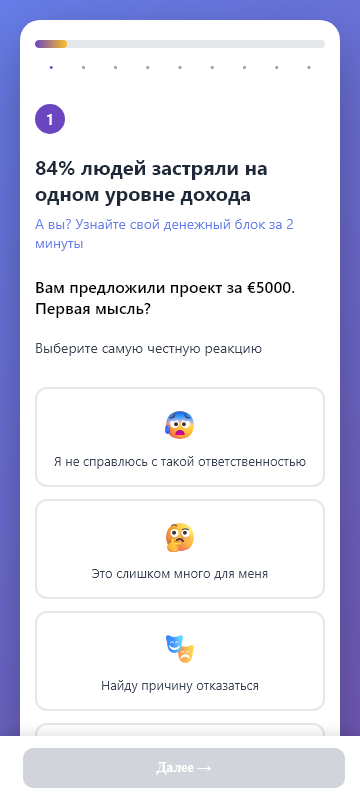 1
84% людей застряли на
одном уровне дохода
А вы? Узнайте свой денежный блок за 2
минуты
Вам предложили проект за €5000.
Первая мысль?
Выберите самую честную реакцию
Я не справлюсь с такой ответственностью
Это слишком много для меня
Найду причину отказаться
Далее →